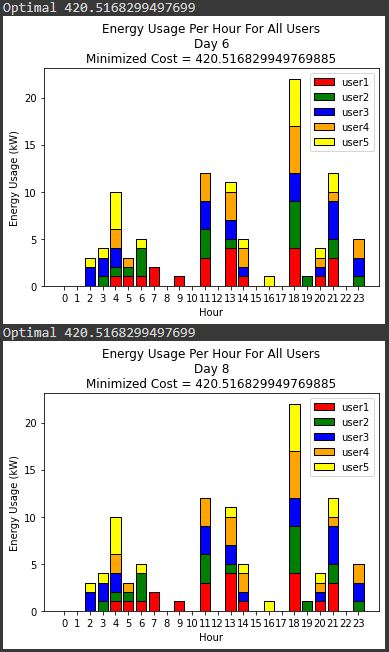 Optimal 420.5168299497699
Energy Usage Per Hour For All Users
Day 6
Minimized Cost = 420.516829949769885
user1
user2
user3
user4
user5
20
15
10
5
0
Energy Usage (kW)
0 1 2 3 4 5 6 7 8 9 10 11 12 13 14 15 16 17 18 19 20 21 22 23
Hour
Optimal 420.5168299497699
Energy Usage Per Hour For All Users
Day 8
Minimized Cost = 420.516829949769885
user1
user2
user3
user4
user5
20
15
10
5
0
Energy Usage (kW)
0 1 2 3 4 5 6 7 8 9 10 11 12 13 14 15 16 17 18 19 20 21 22 23
Hour